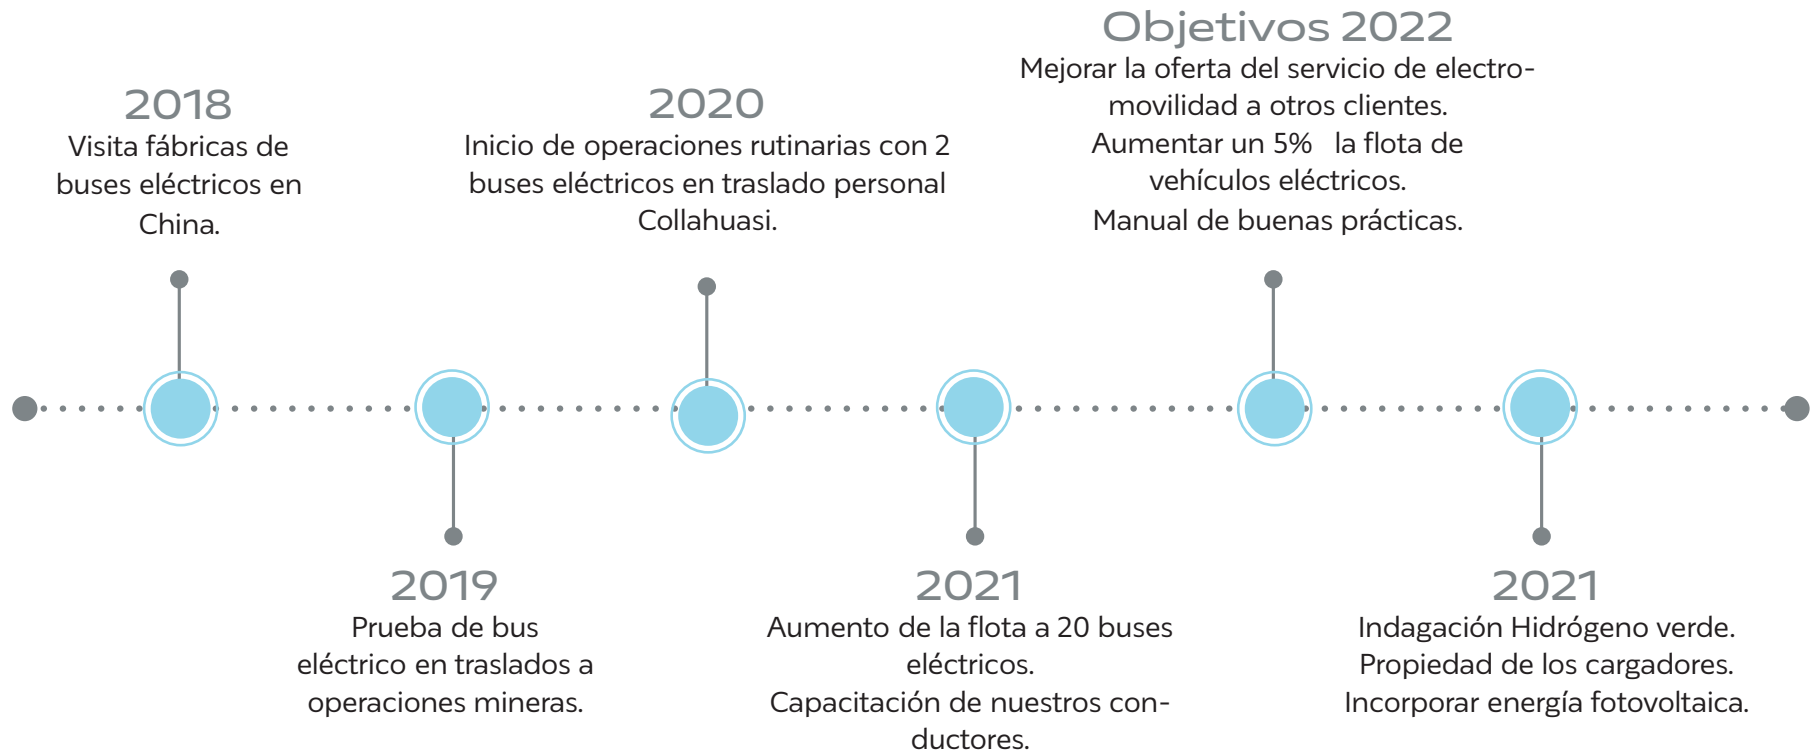 2018
Visita fábricas de
buses eléctricos en
China.
2019
Prueba de bus
eléctrico en traslados a
operaciones mineras.
2020
Inicio de operaciones rutinarias con 2
buses eléctricos en traslado personal
Collahuasi.
2021
Aumento de la flota a 20 buses
eléctricos.
Capacitación de nuestros con-
ductores.
Objetivos 2022
Mejorar la oferta del servicio de electro-
movilidad a otros clientes.
Aumentar un 5% la flota de
vehículos eléctricos.
Manual de buenas prácticas.
2021
Indagación Hidrógeno verde.
Propiedad de los cargadores.
Incorporar energía fotovoltaica.